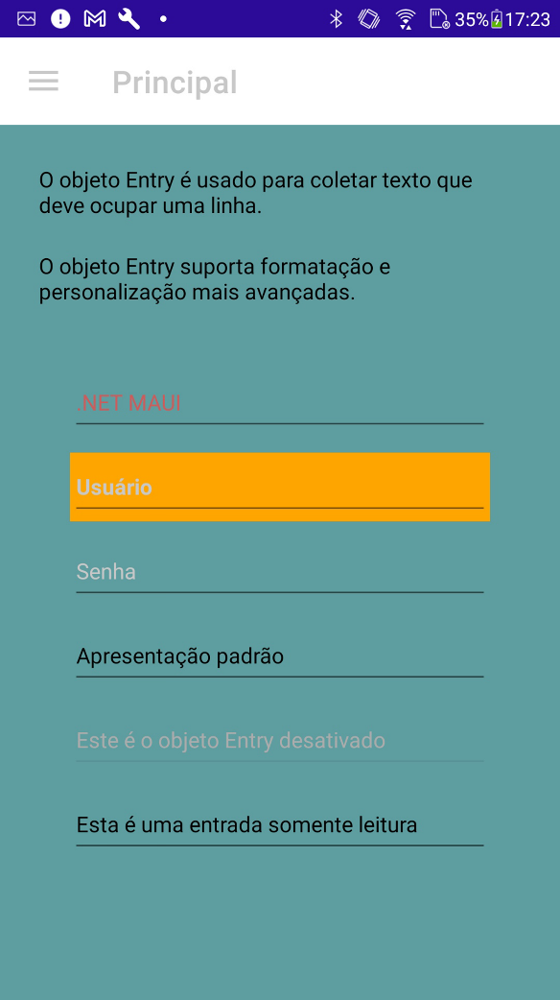 35% 17:23
Principal
O objeto Entry é usado para coletar texto que
deve ocupar uma linha.
O objeto Entry suporta formatação e
personalização mais avançadas.
.NET MAUI
Usuário
Senha
Apresentação padrão
Este é o objeto Entry desativado
Esta é uma entrada somente leitura